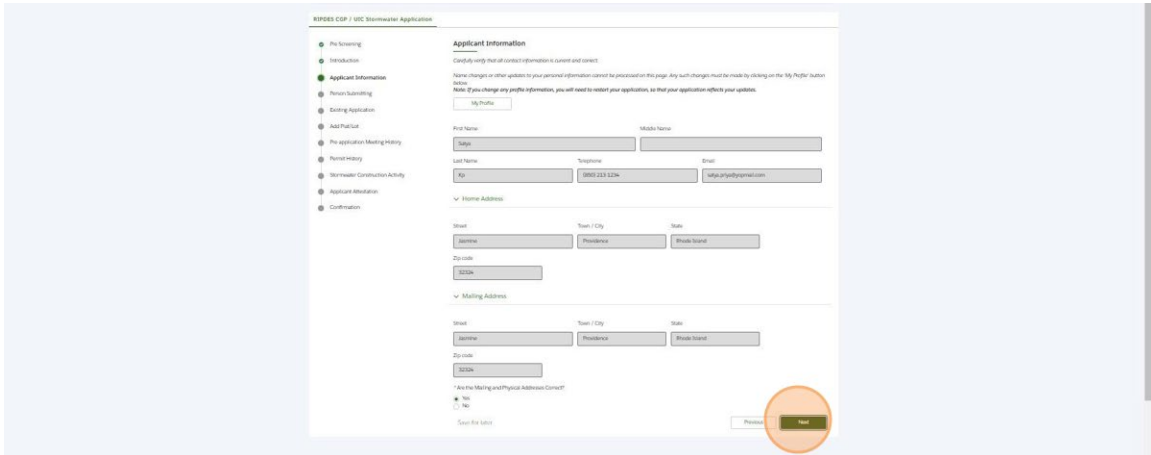 RIPDES CGP / UIC Stormwater Application
Pre Screening
Introduction
Applicant Information
Person Submitting
Existing Application
Add Plat/Lot
Pre application Meeting History
Permit History
Stormwater Construction Activity
Applicant Attestation
Confirmation
Applicant Information
Carefully verify that all contact information is current and correct.
Name changes or other updates to your personal information cannot be processed on this page. Any such changes must be made by clicking on the 'My Profile' button
below.
Note: If you change any profile information, you will need to restart your application, so that your application reflects your updates.
My Profile
First Name Middle Name
Satya
Last Name Telephone Email
Kp satya.priya@yopmail.com
Home Address
Street Town / City State
Jasmine Providence Rhode Island
Zip code
32324
Mailing Address
Street Town / City State
Jasmine Providence Rhode Island
Zip code
32324
* Are the Mailing and Physical Addresses Correct?
Yes
No
Save for later Previous Next